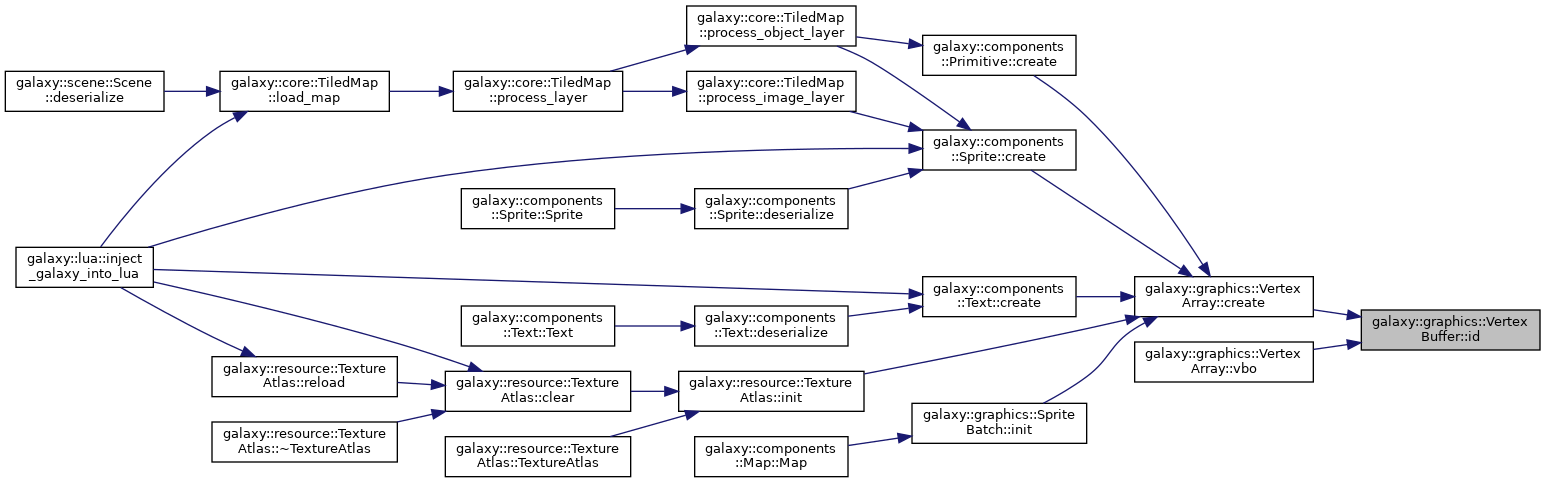 galaxy::core::TiledMap
::process_object_layer
galaxy::components
::Primitive::create
galaxy::scene::Scene
::deserialize
galaxy::core::TiledMap
::load_map
galaxy::core::TiledMap
::process_layer
galaxy::core::TiledMap
::process_image_layer
galaxy::components
::Sprite::create
galaxy::components
::Sprite::Sprite
galaxy::components
::Sprite::deserialize
galaxy::lua::inject
_galaxy_into_lua
galaxy::components
::Text::create
galaxy::graphics::Vertex
Array::create
galaxy::components
::Text::Text
galaxy::components
::Text::deserialize
galaxy::graphics::Vertex
Buffer::id
galaxy::graphics::Vertex
Array::vbo
galaxy::resource::Texture
Atlas::reload
galaxy::resource::Texture
Atlas::clear
galaxy::resource::Texture
Atlas::init
galaxy::graphics::Sprite
Batch::init
galaxy::resource::Texture
Atlas::~TextureAtlas
galaxy::resource::Texture
Atlas::TextureAtlas
galaxy::components
::Map::Map